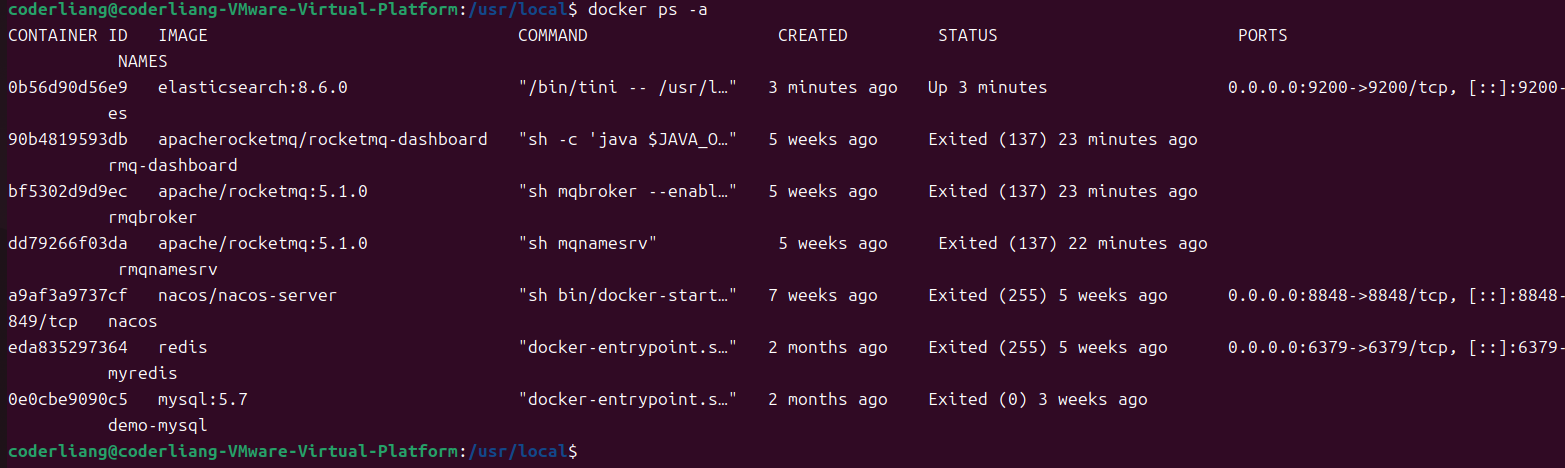 coderliang@coderliang-VMware-Virtual-Platform:/usr/local$ docker ps -a
CONTAINER ID   IMAGE                               COMMAND                   CREATED         STATUS                        PORTS
           NAMES
0b56d90d56e9   elasticsearch:8.6.0                 "/bin/tini -- /usr/l…"   3 minutes ago   Up 3 minutes                  0.0.0.0:9200->9200/tcp, [::]:9200-
          es
90b4819593db   apacherocketmq/rocketmq-dashboard   "sh -c 'java $JAVA_O…"   5 weeks ago     Exited (137) 23 minutes ago
          rmq-dashboard
bf5302d9d9ec   apache/rocketmq:5.1.0               "sh mqbroker --enabl…"   5 weeks ago     Exited (137) 23 minutes ago
          rmqbroker
dd79266f03da   apache/rocketmq:5.1.0               "sh mqnamesrv"            5 weeks ago     Exited (137) 22 minutes ago
           rmqnamesrv
a9af3a9737cf   nacos/nacos-server                  "sh bin/docker-start…"   7 weeks ago     Exited (255) 5 weeks ago      0.0.0.0:8848->8848/tcp, [::]:8848-
849/tcp   nacos
eda835297364   redis                               "docker-entrypoint.s…"   2 months ago    Exited (255) 5 weeks ago      0.0.0.0:6379->6379/tcp, [::]:6379-
          myredis
0e0cbe9090c5   mysql:5.7                           "docker-entrypoint.s…"   2 months ago    Exited (0) 3 weeks ago
          demo-mysql
coderliang@coderliang-VMware-Virtual-Platform:/usr/local$